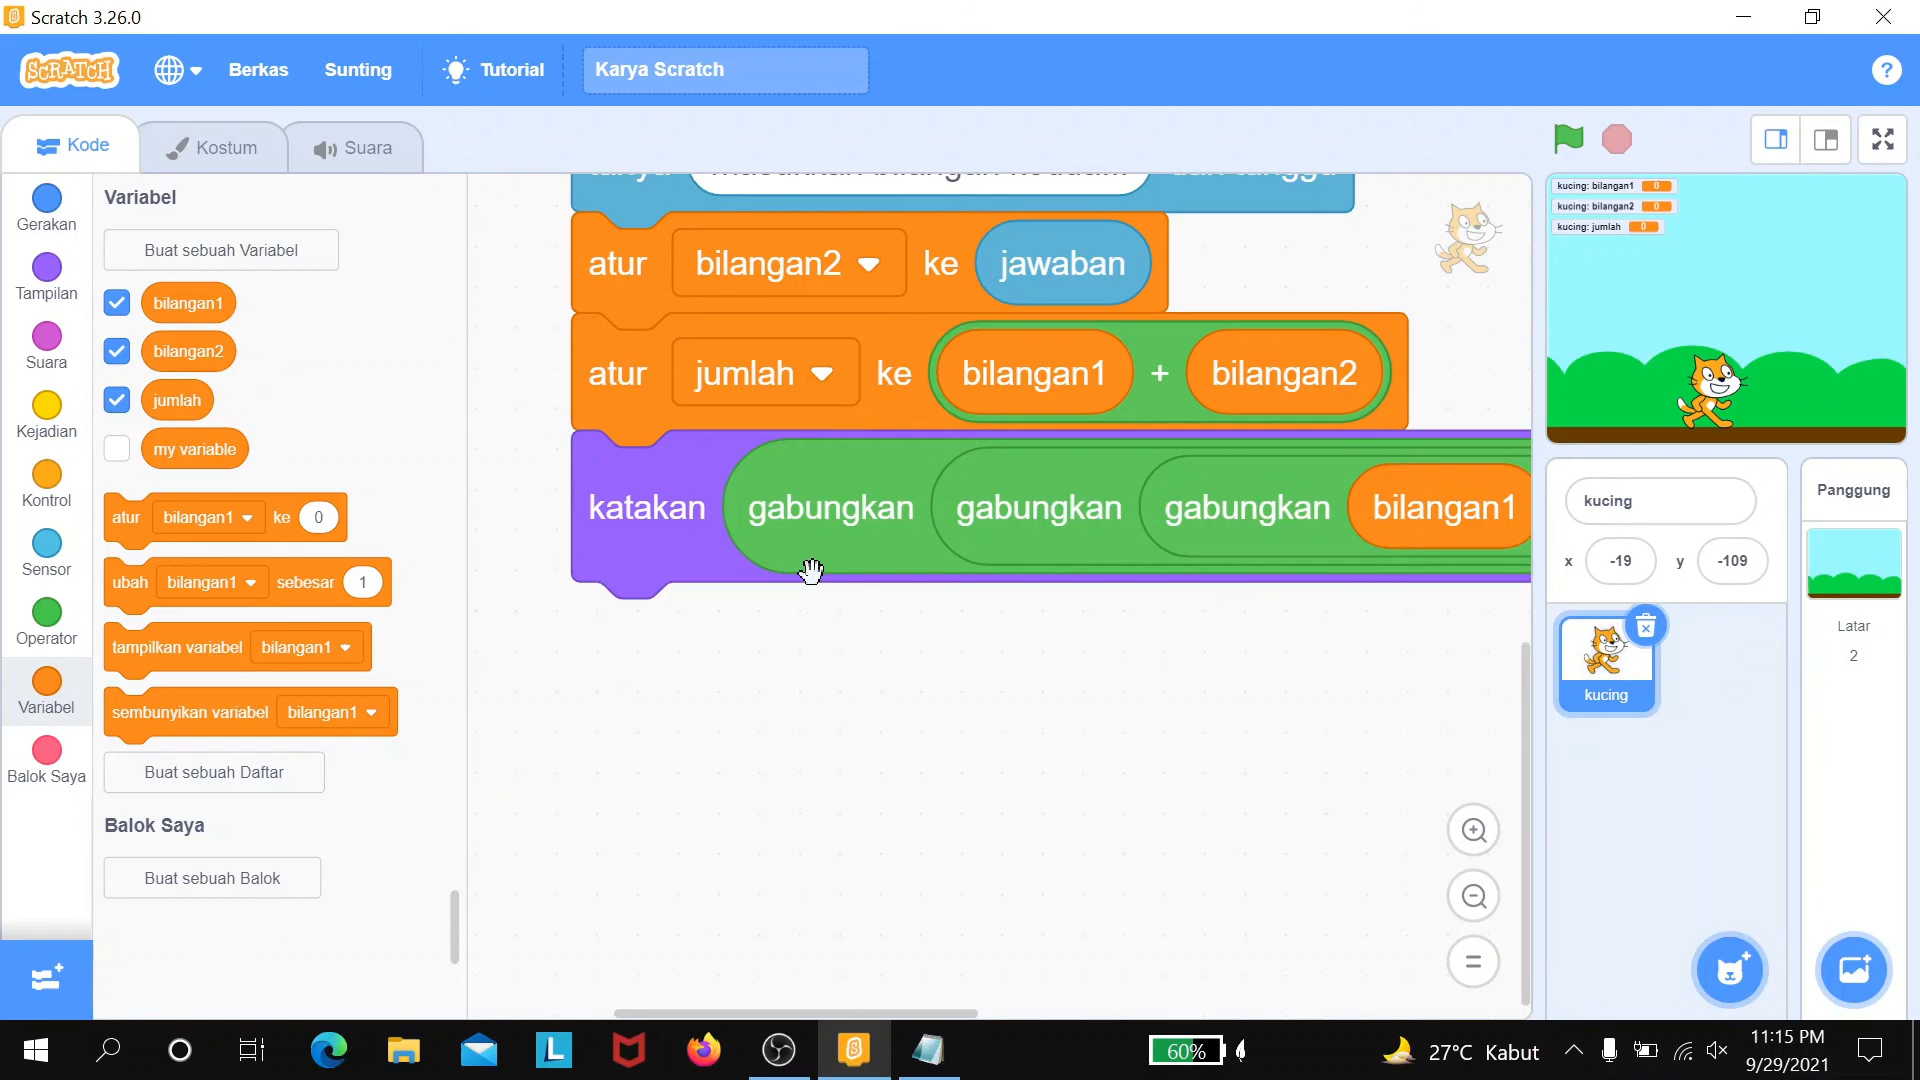 Scratch 3.26.0
SCRATCH
Berkas
Sunting
Tutorial
Karya Scratch
?
Kode
Kostum
Suara
Gerakan
Tampilan
Suara
Kejadian
Kontrol
Sensor
Operator
Variabel
Balok Saya
Variabel
Buat sebuah Variabel
bilangan1
bilangan2
jumlah
my variable
atur bilangan1 ke 0
ubah bilangan1 sebesar 1
tampilkan variabel bilangan1
sembunyikan variabel bilangan1
Buat sebuah Daftar
Balok Saya
Buat sebuah Balok
atur bilangan2 ke jawaban
atur jumlah ke bilangan1 + bilangan2
katakan gabungkan gabungkan gabungkan bilangan1
kucing: bilangan1 0
kucing: bilangan2 0
kucing: jumlah 0
kucing
x -19 y -109
kucing
Panggung
Latar
2
60%
27°C Kabut
11:15 PM
9/29/2021